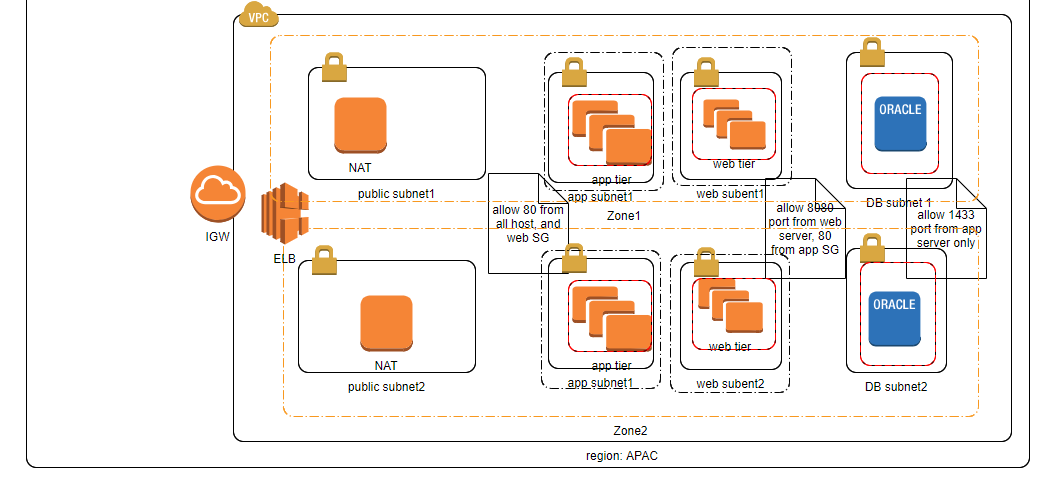 VPC
ORACLE
NAT
web tier
app tier
public subnet1
app subnet1
web subent1
DB subnet 1
allow 80 from
all host, and
web SG
Zone1
allow 8080
port from web
server, 80
from app SG
allow 1433
port from app
server only
IGW
ELB
ORACLE
NAT
app tier
web tier
public subnet2
app subnet1
web subent2
DB subnet2
Zone2
region: APAC